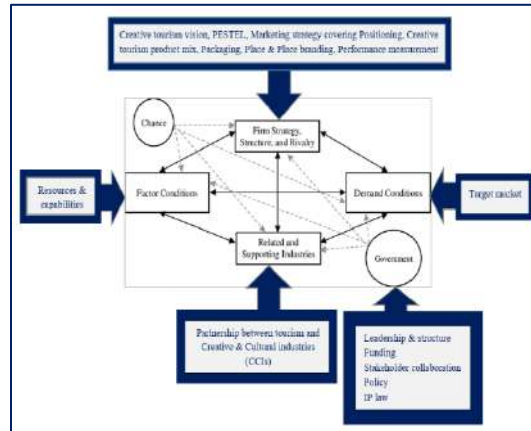 Creative tourism vision, PESTEL, Marketing strategy covering Positioning, Creative
tourism product mix, Packaging, Place & Place branding, Performance measurement
Chance
Firm Strategy,
Structure, and Rivalry
Resources &
capabilities
Factor Conditions
Demand Conditions
Target market
Related and
Supporting Industries
Government
Partnership between tourism and
Creative & Cultural industries
(CCIs)
Leadership & structure
Funding
Stakeholder collaboration
Policy
IP law